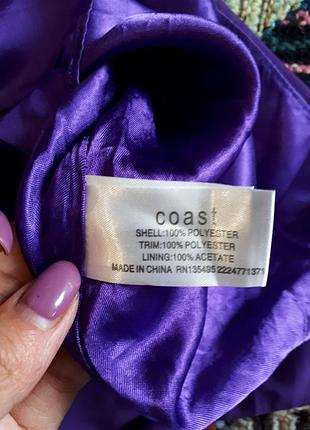 coast
SHELL:100% POLYESTER
TRIM:100% POLYESTER
LINING:100% ACETATE
MADE IN CHINA RN135495 2224771371